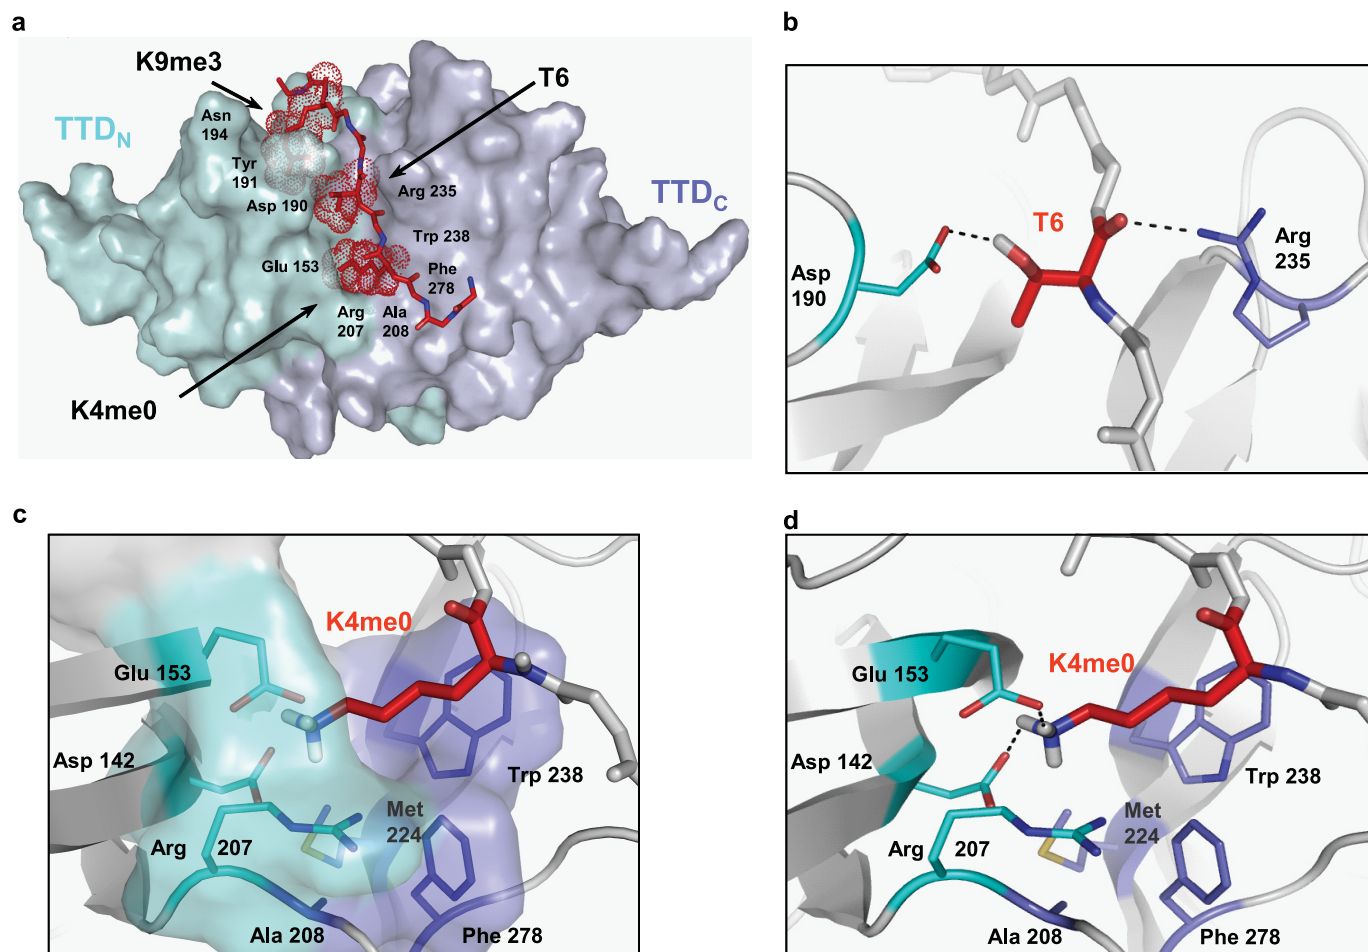 a
K9me3
T6
TTDN
Asn
194
Tyr
191
Asp 190
Arg 235
TTDC
Trp 238
Glu 153
Phe
278
Arg
207
Ala
208
K4me0
b
T6
Asp
190
Arg
235
c
K4me0
Glu 153
Asp 142
Trp 238
Met
224
Arg 207
Ala 208
Phe 278
d
K4me0
Glu 153
Asp 142
Trp 238
Met
224
Arg 207
Ala 208
Phe 278